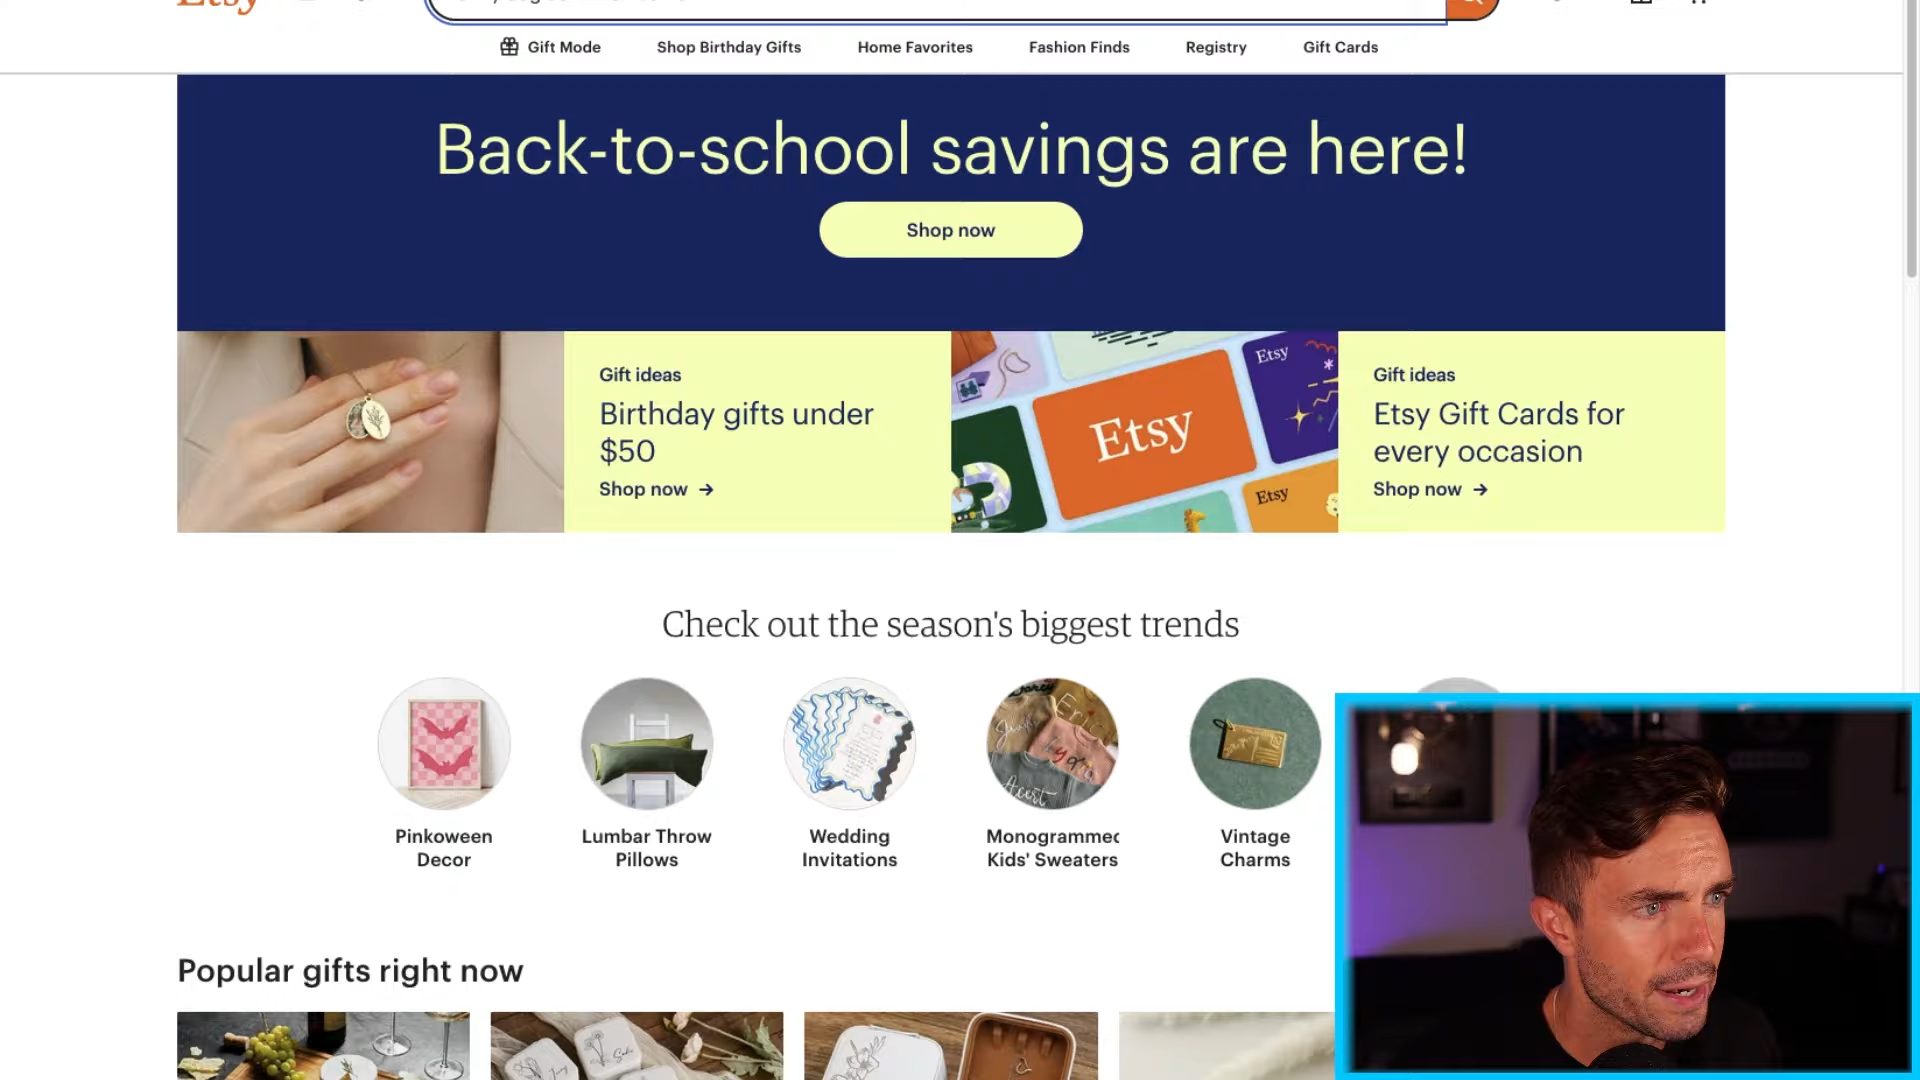 Etsy
Gift Mode
Shop Birthday Gifts
Home Favorites
Fashion Finds
Registry
Gift Cards
Back-to-school savings are here!
Shop now
Gift ideas
Birthday gifts under
$50
Shop now →
Etsy
Etsy
Etsy
Gift ideas
Etsy Gift Cards for
every occasion
Shop now →
Check out the season's biggest trends
Pinkoween
Decor
Lumbar Throw
Pillows
Wedding
Invitations
Monogrammed
Kids' Sweaters
Vintage
Charms
Popular gifts right now